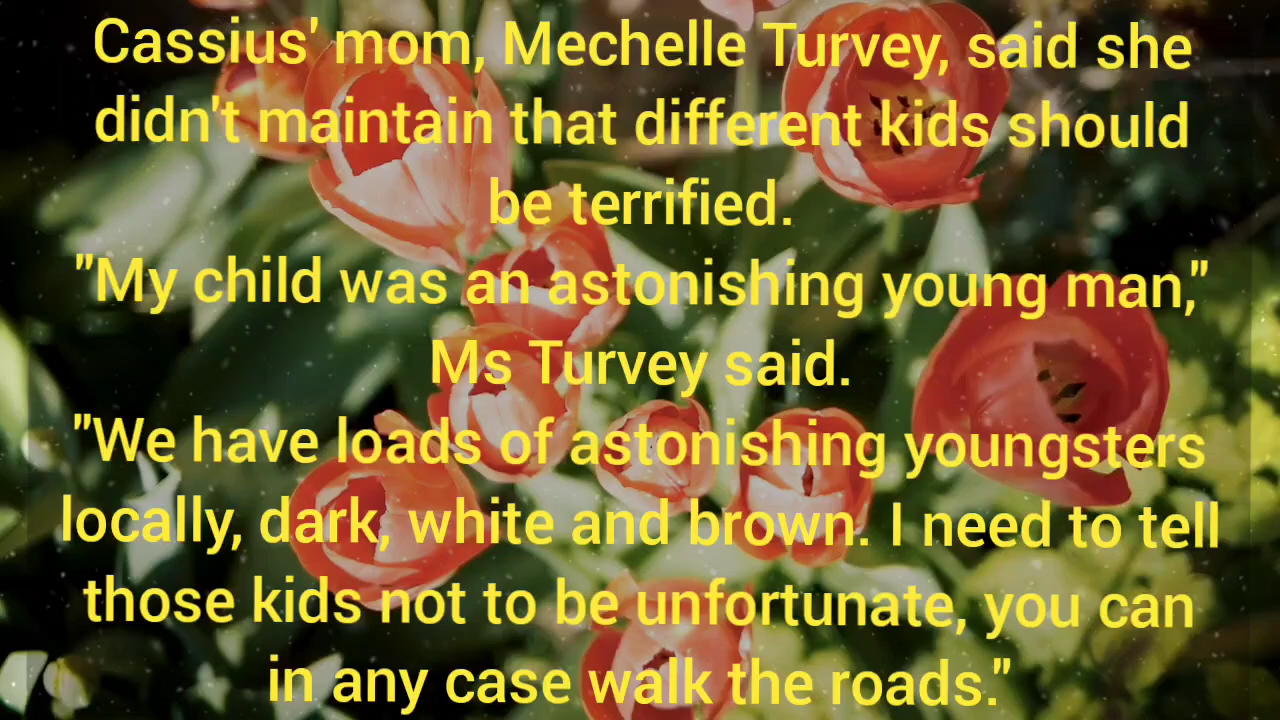 Cassius' mom, Mechelle Turvey, said she
didn't maintain that different kids should
be terrified.
"My child was an astonishing young man,"
Ms Turvey said.
"We have loads of astonishing youngsters
locally, dark, white and brown. I need to tell
those kids not to be unfortunate, you can
in any case walk the roads."